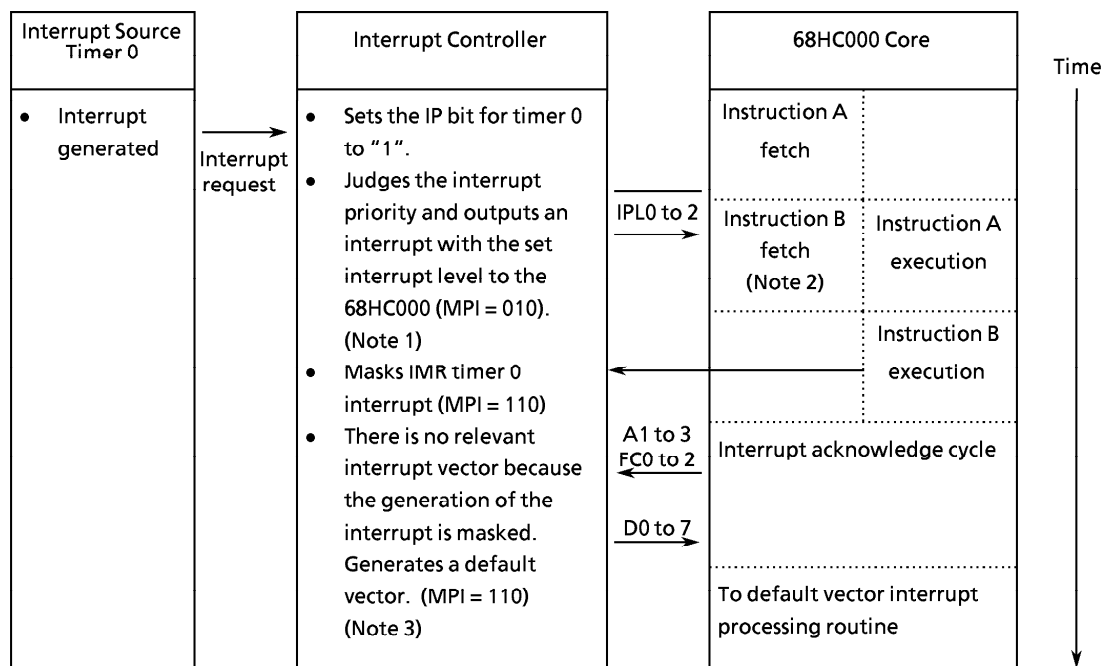 Interrupt Source
Timer 0
Interrupt Controller
68HC000 Core
Time
• Interrupt
generated
Interrupt
request
• Sets the IP bit for timer 0
to "1".
• Judges the interrupt
priority and outputs an
interrupt with the set
interrupt level to the
68HC000 (MPI = 010).
(Note 1)
• Masks IMR timer 0
interrupt (MPI = 110)
• There is no relevant
interrupt vector because
the generation of the
interrupt is masked.
Generates a default
vector. (MPI = 110)
(Note 3)
IPL0 to 2
A1 to 3
FC0 to 2
D0 to 7
Instruction A
fetch
Instruction B
fetch
(Note 2)
Instruction A
execution
Instruction B
execution
Interrupt acknowledge cycle
To default vector interrupt
processing routine